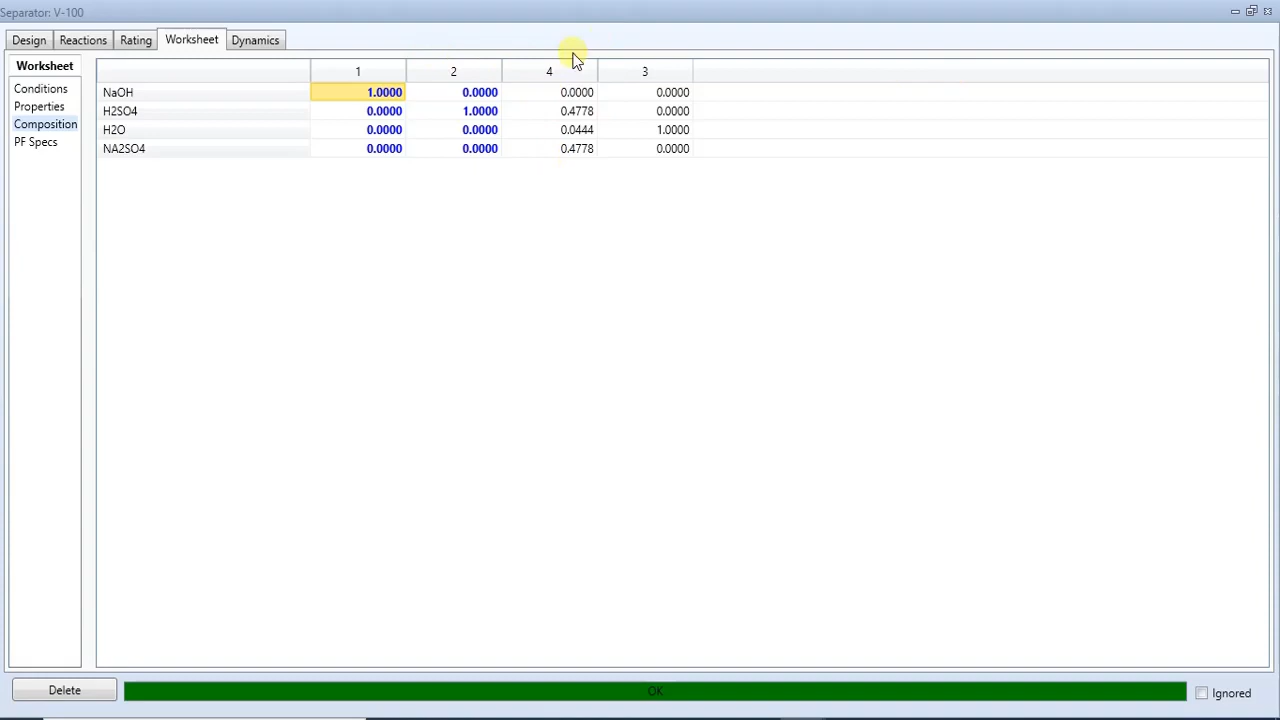 Separator: V-100
Design Reactions Rating Worksheet Dynamics
Worksheet
Conditions
Properties
Composition
PF Specs
1 2 4 3
NaOH 1.0000 0.0000 0.0000 0.0000
H2SO4 0.0000 1.0000 0.4778 0.0000
H2O 0.0000 0.0000 0.0444 1.0000
NA2SO4 0.0000 0.0000 0.4778 0.0000
Delete OK Ignored